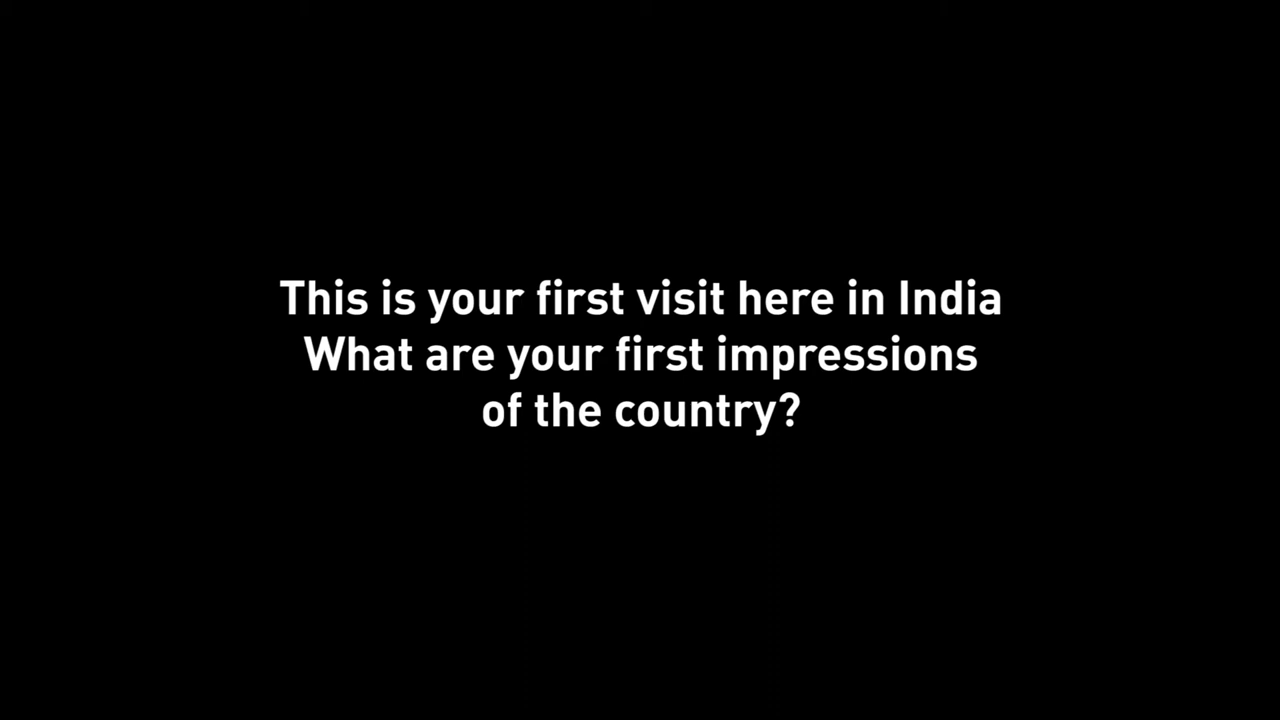 This is your first visit here in India
What are your first impressions
of the country?